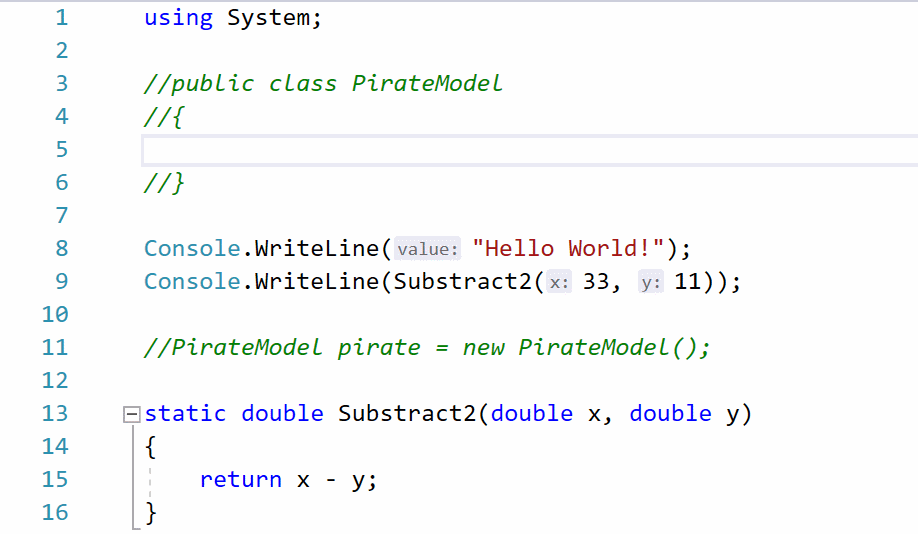 1 using System;
2
3 //public class PirateModel
4 //{
5
6 //}
7
8 Console.WriteLine(value: "Hello World!");
9 Console.WriteLine(Substract2(x: 33, y: 11));
10
11 //PirateModel pirate = new PirateModel();
12
13 static double Substract2(double x, double y)
14 {
15 return x - y;
16 }